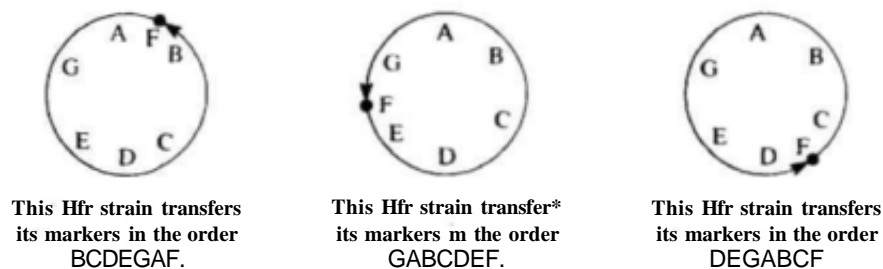 A
F
B
G
E
C
D
A
G
B
F
E
C
D
A
G
B
C
E
F
D
This Hfr strain transfers
its markers in the order
BCDEGAF.
This Hfr strain transfer*
its markers m the order
GABCDEF.
This Hfr strain transfers
its markers in the order
DEGABCF